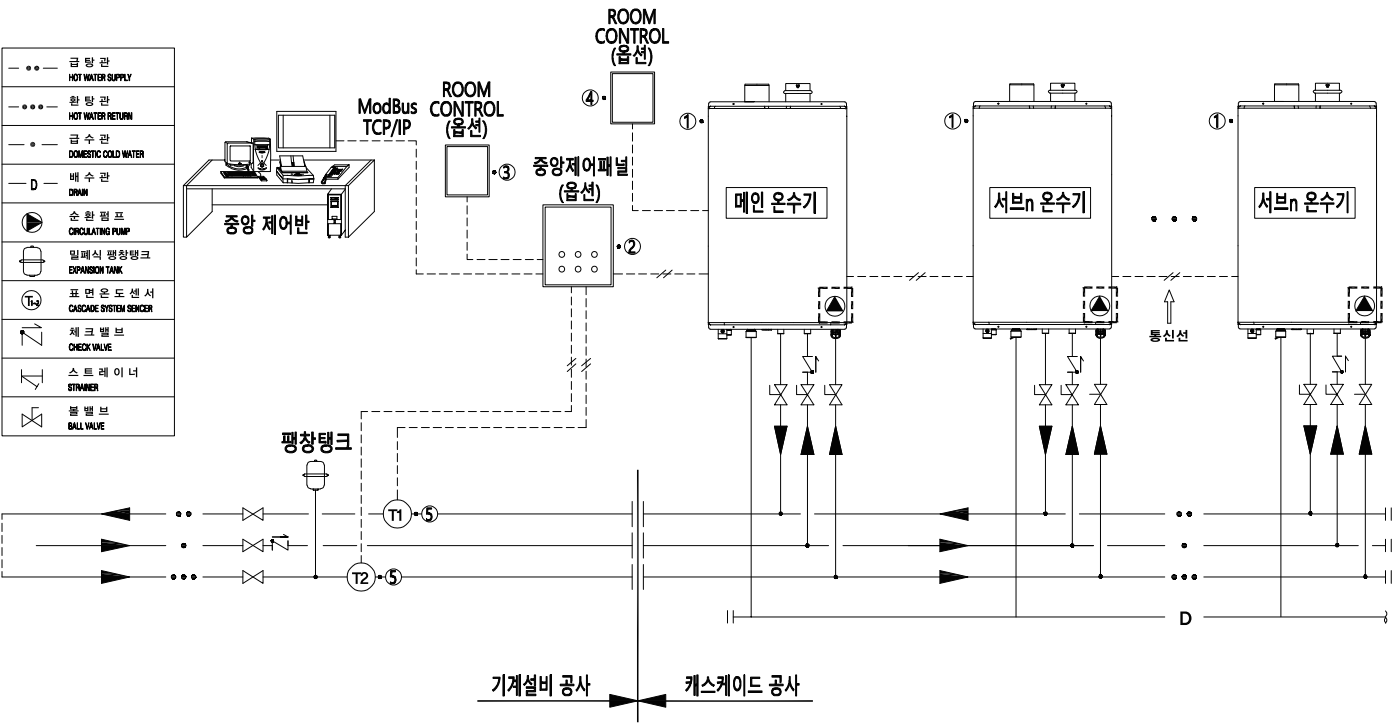 급 탕 관
HOT WATER SUPPLY
환 탕 관
HOT WATER RETURN
급 수 관
DOMESTIC COLD WATER
D
배 수 관
DRAIN
순 환 펌 프
CIRCULATING PUMP
밀폐식 팽창탱크
EXPANSION TANK
T1~2
표 면 온 도 센 서
CASCADE SYSTEM SENCER
체 크 밸 브
CHECK VALVE
스 트 레 이 너
STRAINER
볼 밸 브
BALL VALVE
중앙 제어반
ModBus
TCP/IP
ROOM
CONTROL
(옵션)
③
ROOM
CONTROL
(옵션)
④
중앙제어패널
(옵션)
②
①
메인 온수기
①
서브n 온수기
①
서브n 온수기
통신선
팽창탱크
T1
⑤
T2
⑤
D
기계설비 공사
캐스케이드 공사